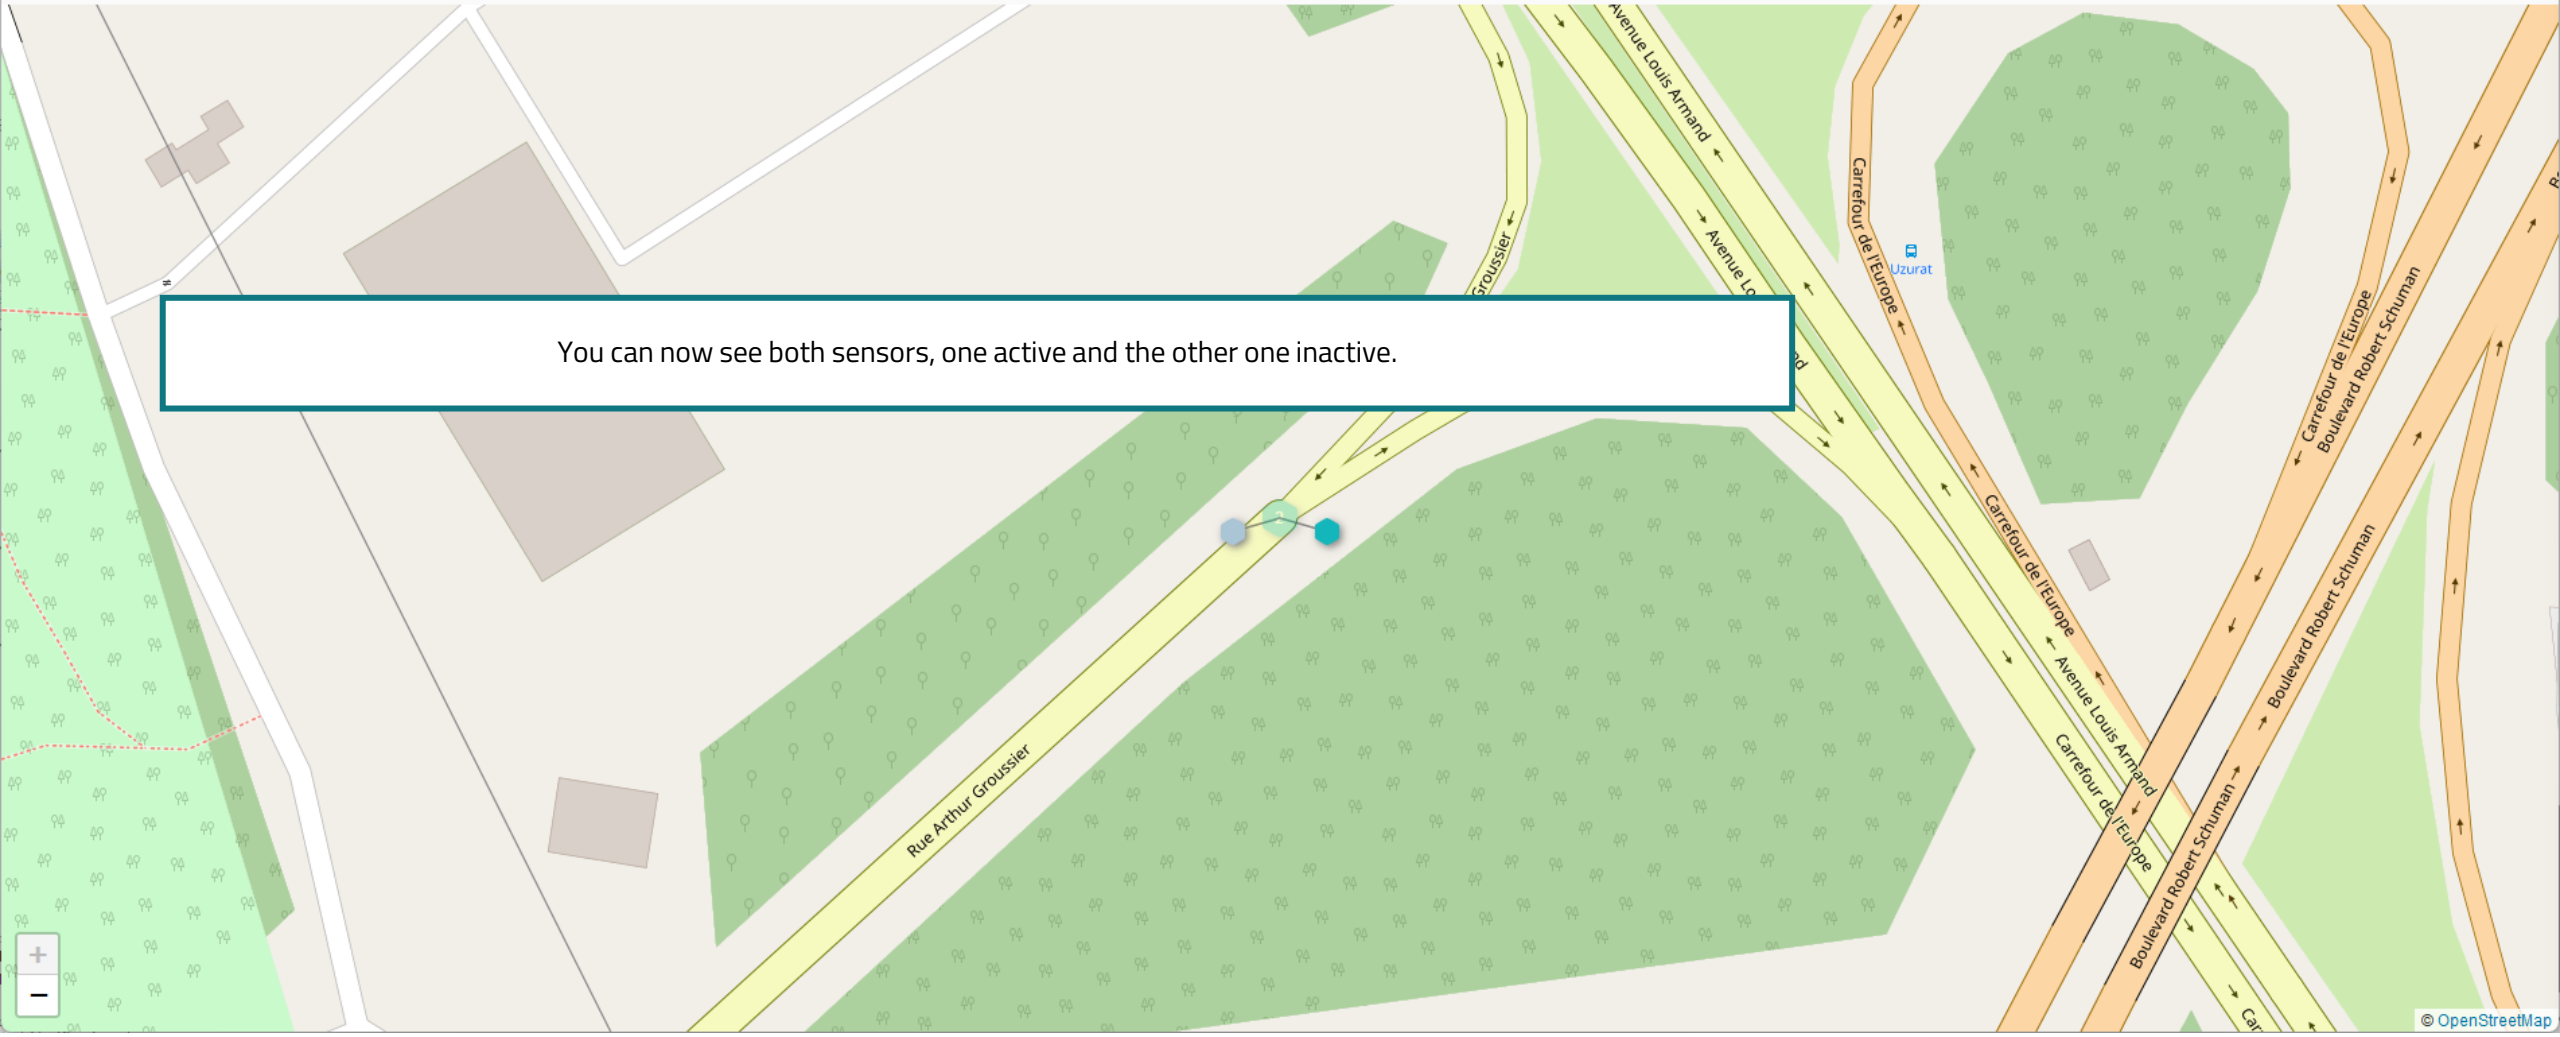 Avenue Louis Armand
Groussier
Carrefour de l'Europe
Uzurat
You can now see both sensors, one active and the other one inactive.
Carrefour de l'Europe
Boulevard Robert Schuman
2
Carrefour de l'Europe
Boulevard Robert Schuman
Avenue Louis Armand
Rue Arthur Groussier
Carrefour de l'Europe
Boulevard Robert Schuman
+
−
© OpenStreetMap